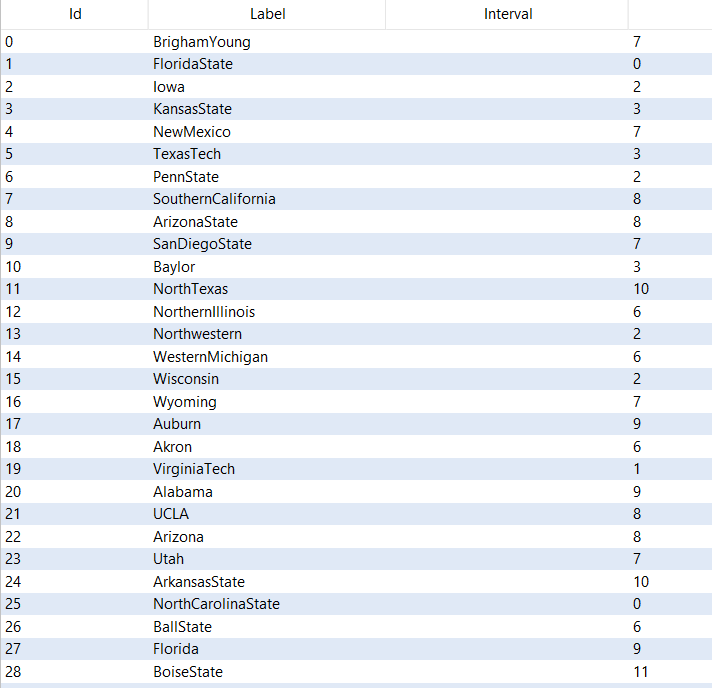 Id Label Interval
0 BrighamYoung 7
1 FloridaState 0
2 Iowa 2
3 KansasState 3
4 NewMexico 7
5 TexasTech 3
6 PennState 2
7 SouthernCalifornia 8
8 ArizonaState 8
9 SanDiegoState 7
10 Baylor 3
11 NorthTexas 10
12 NorthernIllinois 6
13 Northwestern 2
14 WesternMichigan 6
15 Wisconsin 2
16 Wyoming 7
17 Auburn 9
18 Akron 6
19 VirginiaTech 1
20 Alabama 9
21 UCLA 8
22 Arizona 8
23 Utah 7
24 ArkansasState 10
25 NorthCarolinaState 0
26 BallState 6
27 Florida 9
28 BoiseState 11